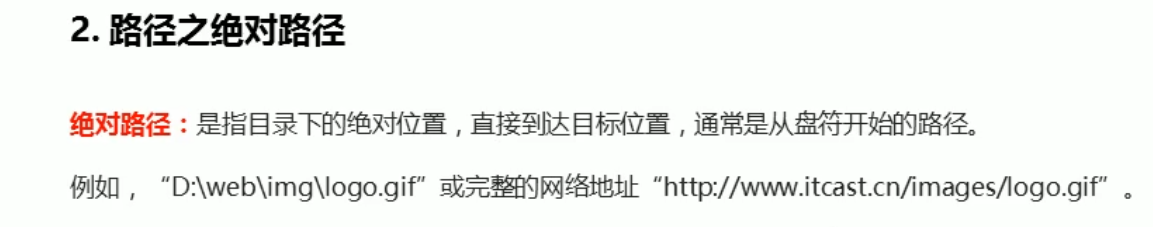 2. 路径之绝对路径
绝对路径：是指目录下的绝对位置，直接到达目标位置，通常是从盘符开始的路径。
例如，“D:\web\img\logo.gif”或完整的网络地址“http://www.itcast.cn/images/logo.gif”。